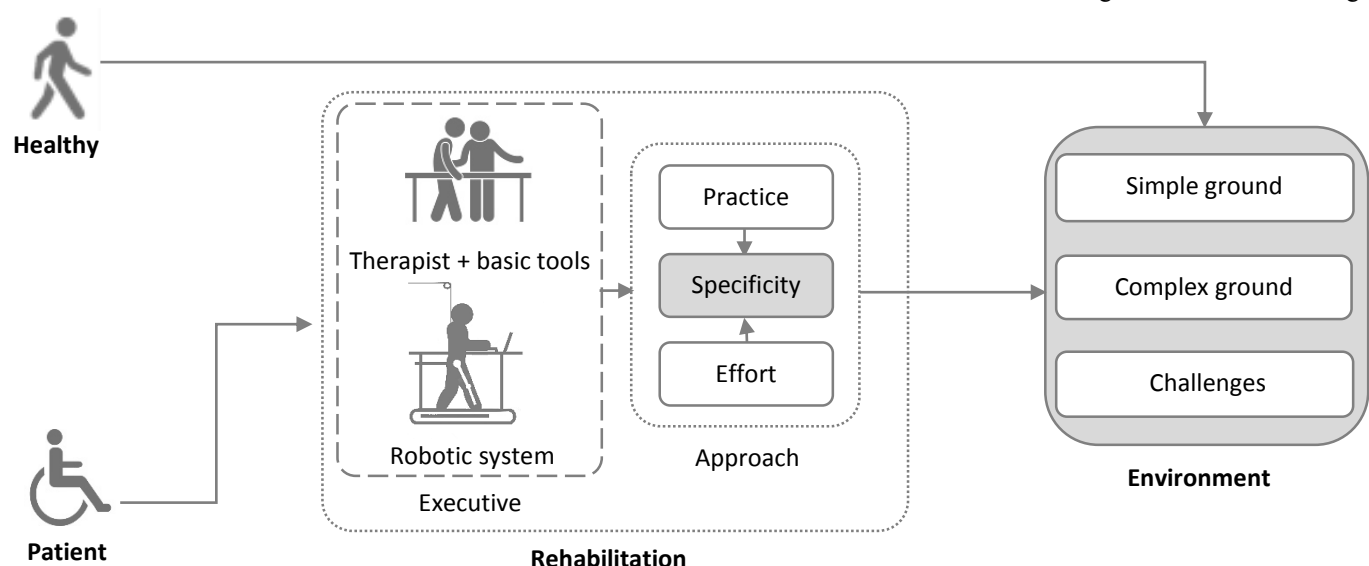 Healthy
Therapist + basic tools
Robotic system
Executive
Practice
Specificity
Effort
Approach
Rehabilitation
Simple ground
Complex ground
Challenges
Environment
Patient